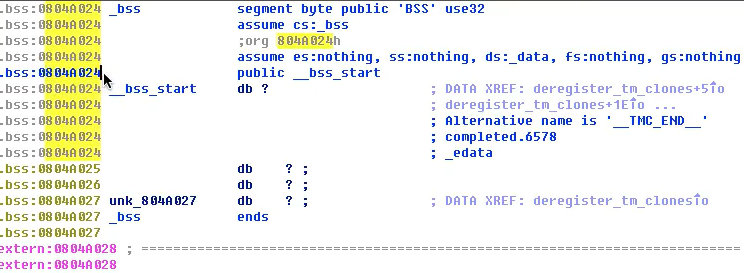 .bss:0804A024 _bss segment byte public 'BSS' use32
.bss:0804A024 assume cs:_bss
.bss:0804A024 ;org 804A024h
.bss:0804A024 assume es:nothing, ss:nothing, ds:_data, fs:nothing, gs:nothing
.bss:0804A024 public __bss_start
.bss:0804A024 __bss_start db ? ; DATA XREF: deregister_tm_clones+5↑o
.bss:0804A024 ; deregister_tm_clones+1E↑o ...
.bss:0804A024 ; Alternative name is '__TMC_END__'
.bss:0804A024 ; completed.6578
.bss:0804A024 ; _edata
.bss:0804A025 db ? ;
.bss:0804A026 db ? ;
.bss:0804A027 unk_804A027 db ? ; ; DATA XREF: deregister_tm_clones↑o
.bss:0804A027 _bss ends
.bss:0804A027
extern:0804A028 ; ===========================================================================
extern:0804A028